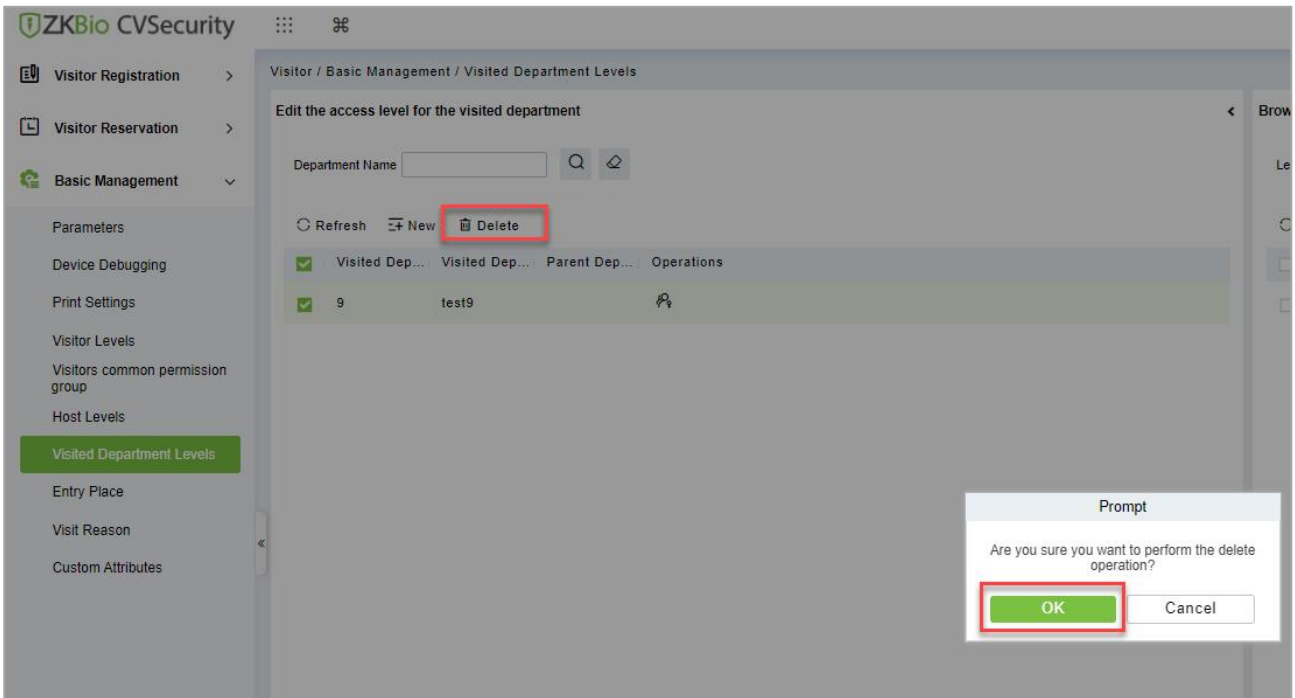 ZKBio CVSecurity
Visitor Registration
Visitor Reservation
Basic Management
Parameters
Device Debugging
Print Settings
Visitor Levels
Visitors common permission
group
Host Levels
Visited Department Levels
Entry Place
Visit Reason
Custom Attributes
Visitor / Basic Management / Visited Department Levels
Edit the access level for the visited department
Department Name
Refresh New Delete
Visited Dep... Visited Dep... Parent Dep... Operations
9 test9
Brow
Le
Prompt
Are you sure you want to perform the delete
operation?
OK Cancel